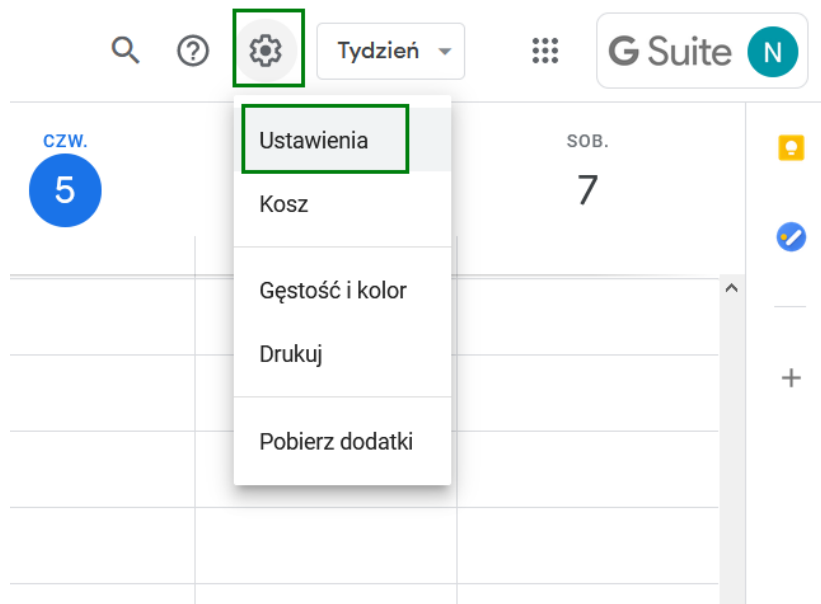 Tydzień
G Suite
N
CZW.
5
SOB.
7
Ustawienia
Kosz
Gęstość i kolor
Drukuj
Pobierz dodatki